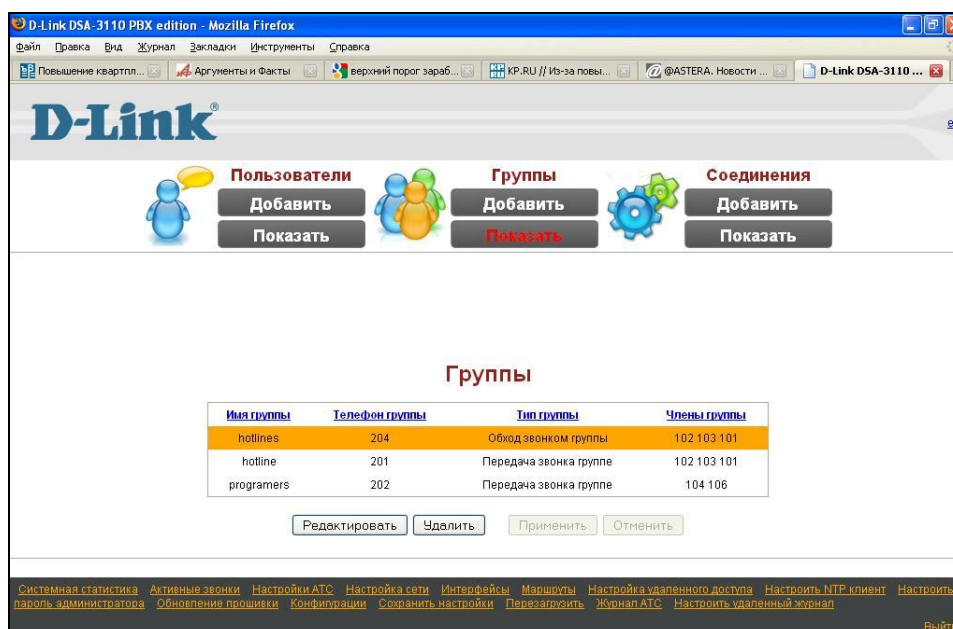 D-Link DSA-3110 PBX edition - Mozilla Firefox
Файл Правка Вид Журнал Закладки Инструменты Справка
Повышение квартпл... Аргументы и Факты верхний порог зараб... KP.RU // Из-за повы... @ASTERA. Новости ... D-Link DSA-3110 ...
D-Link®
Пользователи Группы Соединения
Добавить Добавить Добавить
Показать Показать Показать
Группы
Имя группы Телефон группы Тип группы Члены группы
hotlines 204 Обход звонком группы 102 103 101
hotline 201 Передача звонка группе 102 103 101
programers 202 Передача звонка группе 104 106
Редактировать Удалить Применить Отменить
Системная статистика Активные звонки Настройки АТС Настройка сети Интерфейсы Маршруты Настройка удаленного доступа Настроить NTP клиент Настроить
пароль администратора Обновление прошивки Конфигурации Сохранить настройки Перезагрузить Журнал АТС Настроить удаленный журнал
Выйти